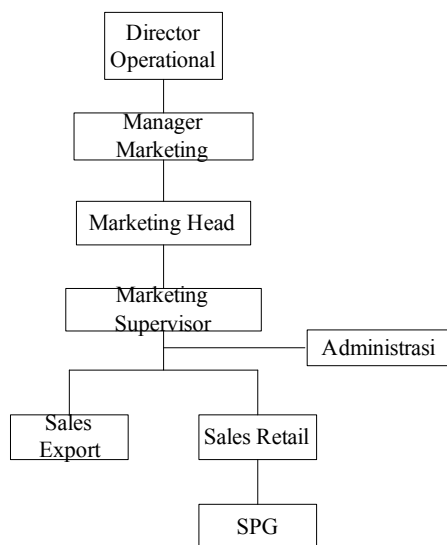 Director
Operational
Manager
Marketing
Marketing Head
Marketing
Supervisor
Administrasi
Sales
Export
Sales Retail
SPG